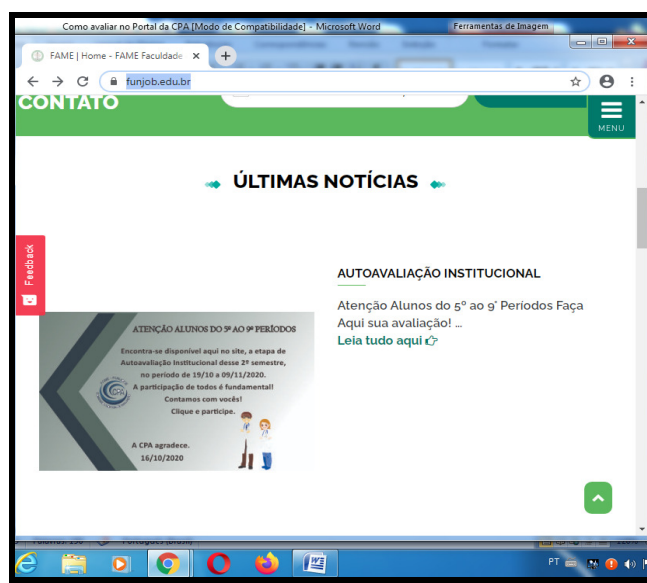 Como avaliar no Portal da CPA [Modo de Compatibilidade] - Microsoft Word
Ferramentas de Imagem
FAME | Home - FAME Faculdade
funjob.edu.br
CONTATO
MENU
ÚLTIMAS NOTÍCIAS
Feedback
AUTOAVALIAÇÃO INSTITUCIONAL
Atenção Alunos do 5º ao 9° Períodos Faça
Aqui sua avaliação! ...
Leia tudo aqui
ATENÇÃO ALUNOS DO 5º AO 9º PERÍODOS
Encontra-se disponível aqui no site, a etapa de
Autoavaliação Institucional desse 2º semestre,
no período de 19/10 a 09/11/2020.
A participação de todos é fundamental!
Contamos com vocês!
Clique e participe.
A CPA agradece.
16/10/2020
PT